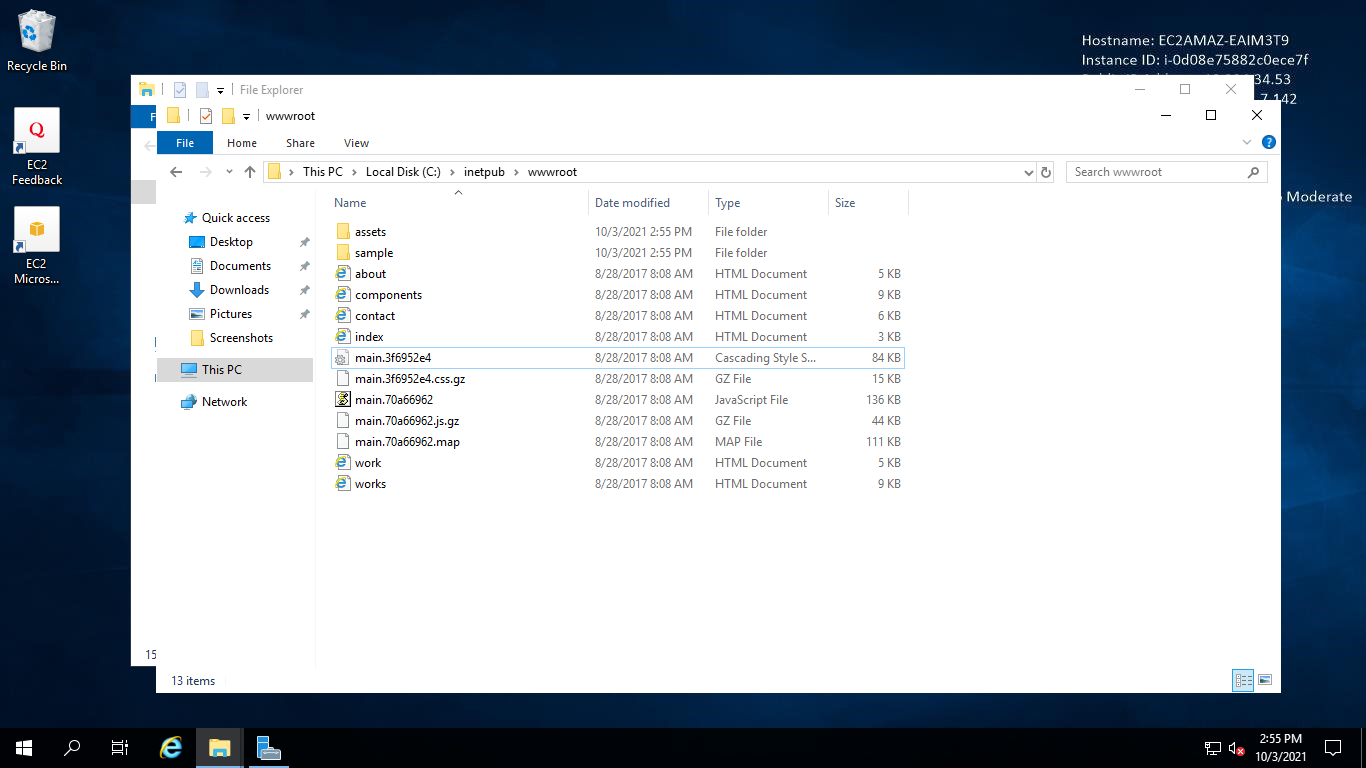 Recycle Bin
EC2
Feedback
EC2
Micros...
Hostname: EC2AMAZ-EAIM3T9
Instance ID: i-0d08e75882c0ece7f
34.53
7.142
Moderate
File Explorer
F
wwwroot
File Home Share View
This PC Local Disk (C:) inetpub wwwroot
Search wwwroot
Quick access
Desktop
Documents
Downloads
Pictures
Screenshots
This PC
Network
Name Date modified Type Size
assets 10/3/2021 2:55 PM File folder
sample 10/3/2021 2:55 PM File folder
about 8/28/2017 8:08 AM HTML Document 5 KB
components 8/28/2017 8:08 AM HTML Document 9 KB
contact 8/28/2017 8:08 AM HTML Document 6 KB
index 8/28/2017 8:08 AM HTML Document 3 KB
main.3f6952e4 8/28/2017 8:08 AM Cascading Style S... 84 KB
main.3f6952e4.css.gz 8/28/2017 8:08 AM GZ File 15 KB
main.70a66962 8/28/2017 8:08 AM JavaScript File 136 KB
main.70a66962.js.gz 8/28/2017 8:08 AM GZ File 44 KB
main.70a66962.map 8/28/2017 8:08 AM MAP File 111 KB
work 8/28/2017 8:08 AM HTML Document 5 KB
works 8/28/2017 8:08 AM HTML Document 9 KB
15
13 items
2:55 PM
10/3/2021